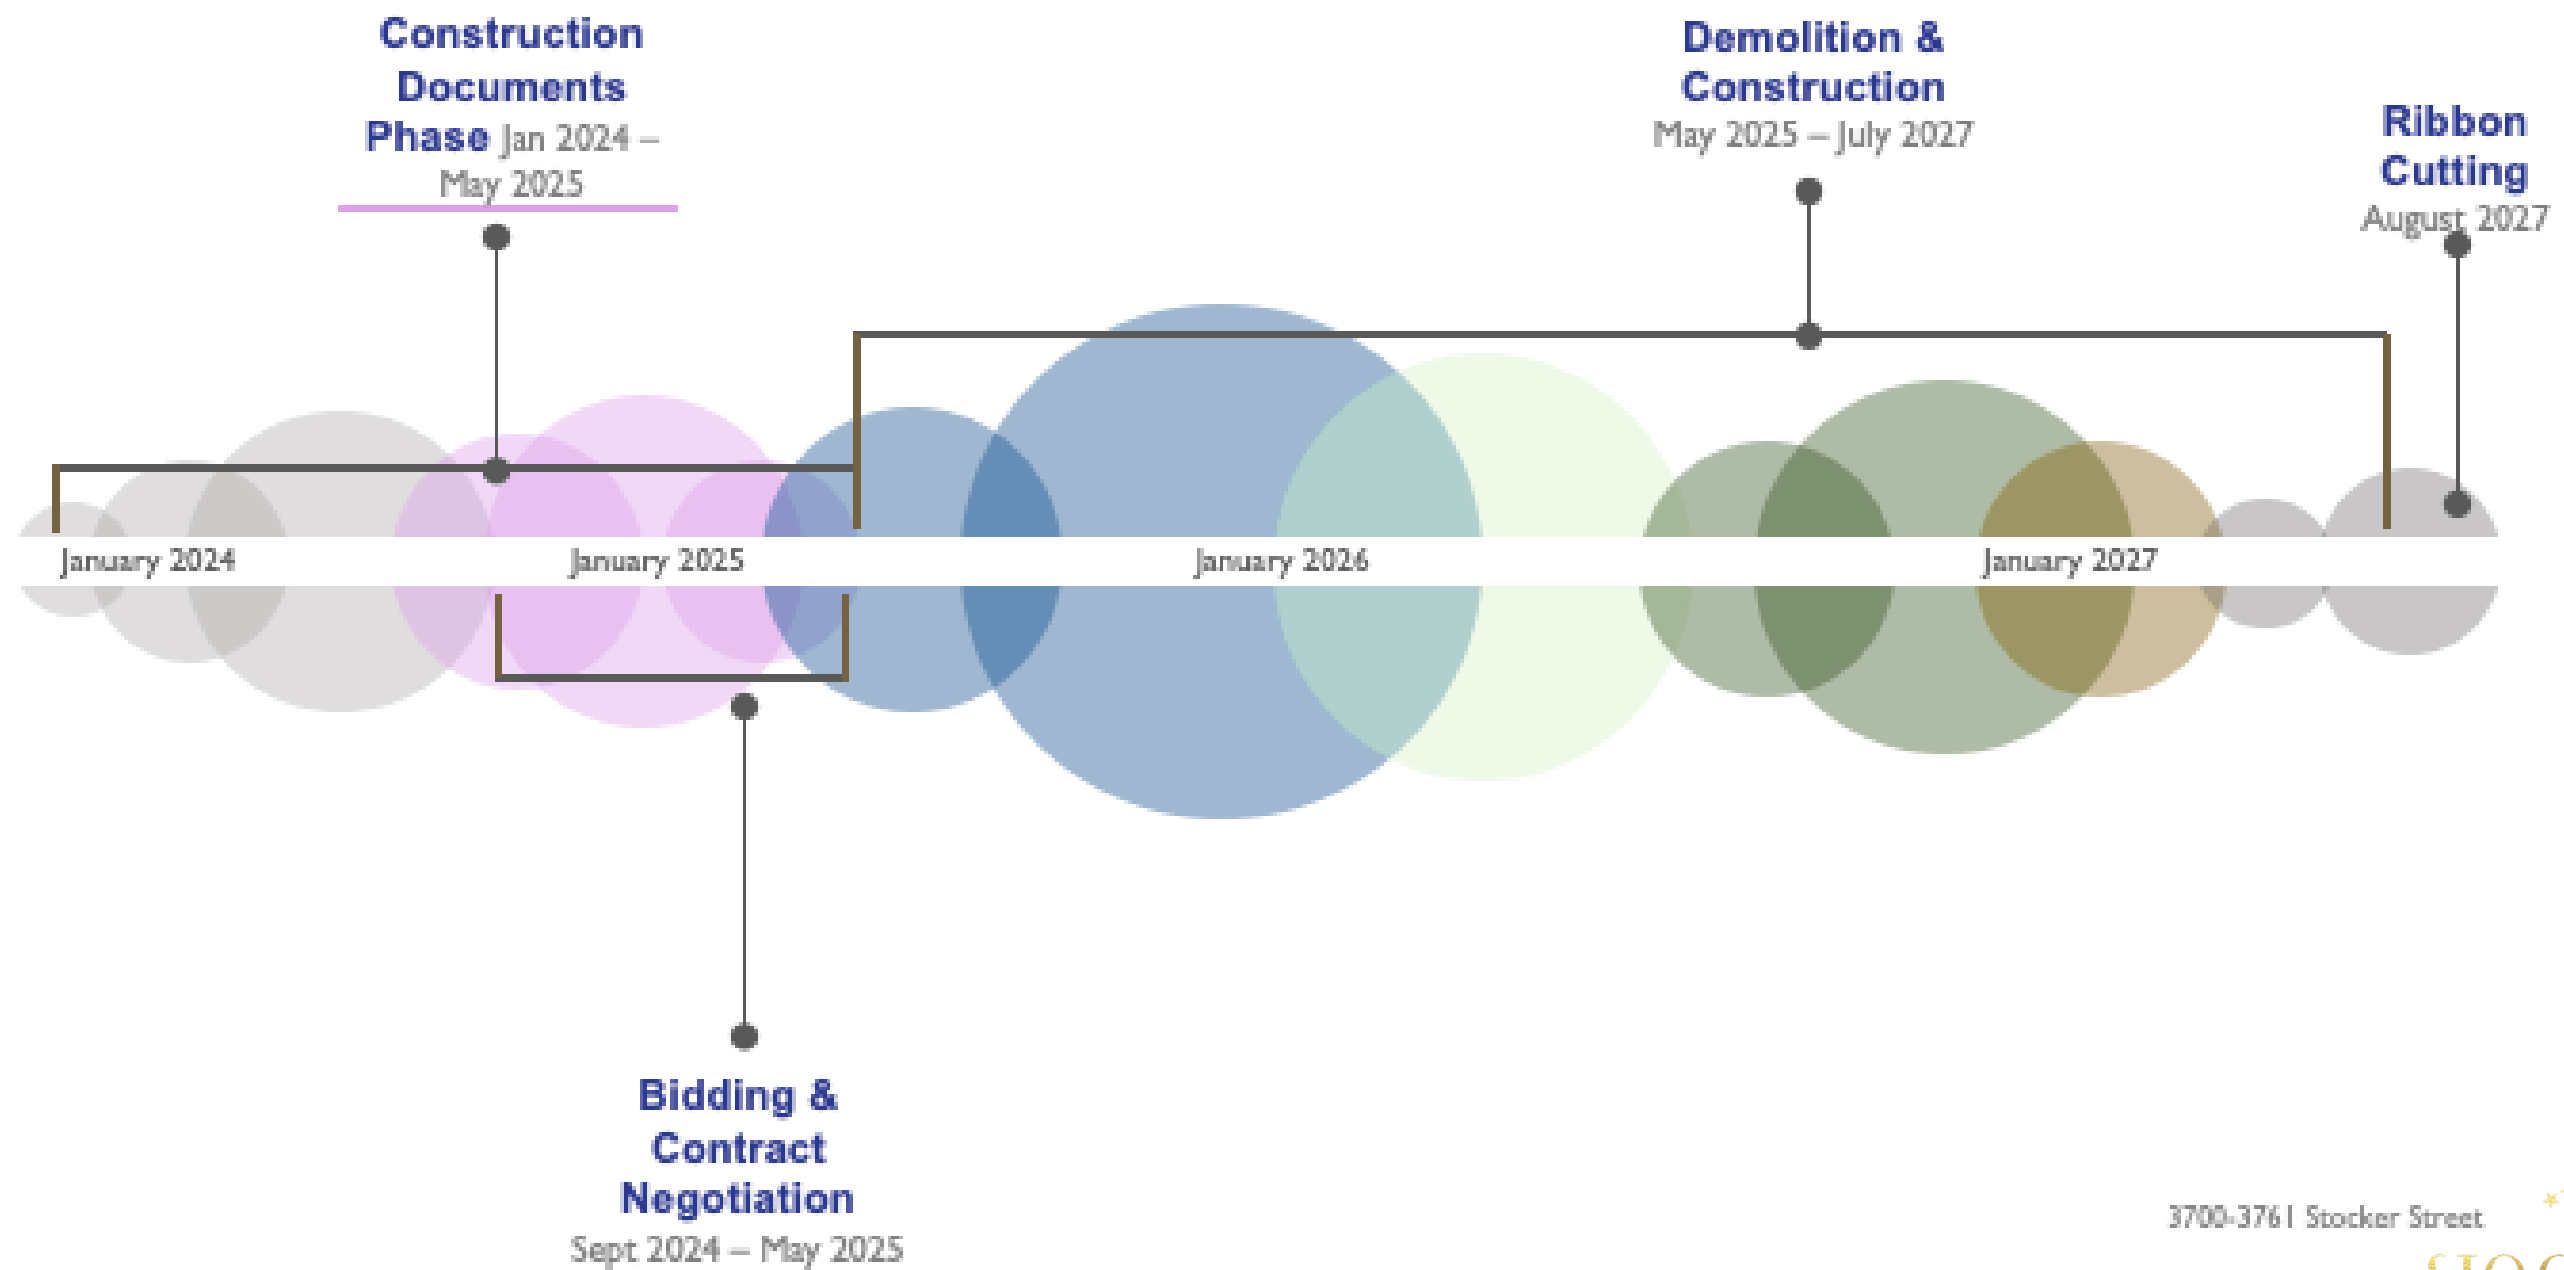 Construction
Documents
Phase Jan 2024 –
May 2025
Demolition &
Construction
May 2025 – July 2027
Ribbon
Cutting
August 2027
January 2024
January 2025
January 2026
January 2027
Bidding &
Contract
Negotiation
Sept 2024 – May 2025
3700-3761 Stocker Street